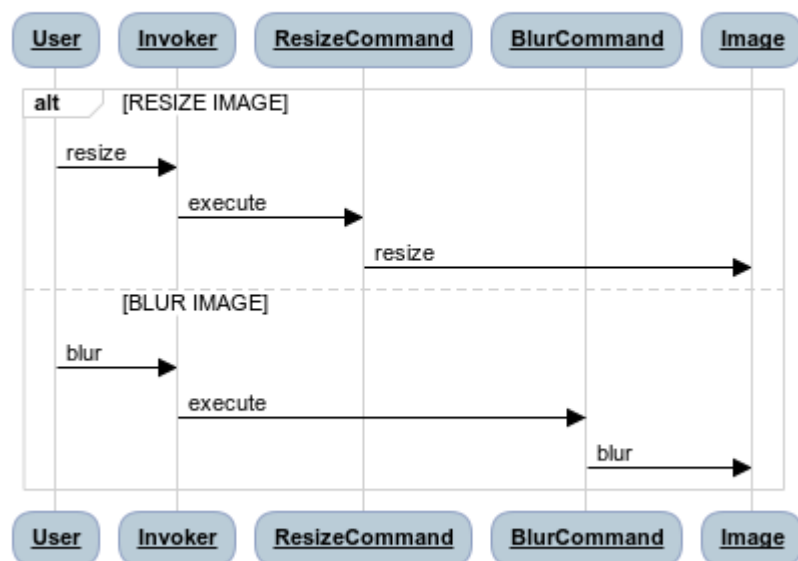 User Invoker ResizeCommand BlurCommand Image
alt [RESIZE IMAGE]
resize
execute
resize
[BLUR IMAGE]
blur
execute
blur
User Invoker ResizeCommand BlurCommand Image